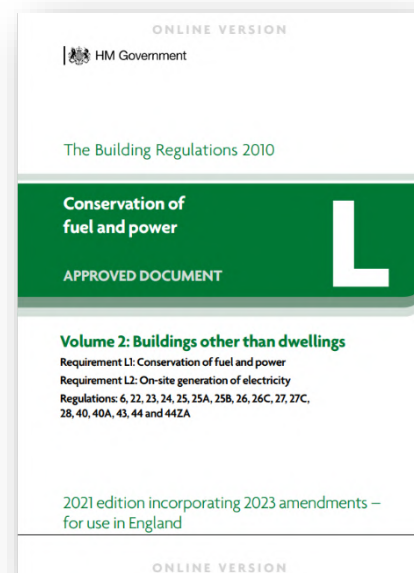 ONLINE VERSION
HM Government
The Building Regulations 2010
Conservation of
fuel and power
L
APPROVED DOCUMENT
Volume 2: Buildings other than dwellings
Requirement L1: Conservation of fuel and power
Requirement L2: On-site generation of electricity
Regulations: 6, 22, 23, 24, 25, 25A, 25B, 26, 26C, 27, 27C,
28, 40, 40A, 43, 44 and 44ZA
2021 edition incorporating 2023 amendments –
for use in England
ONLINE VERSION